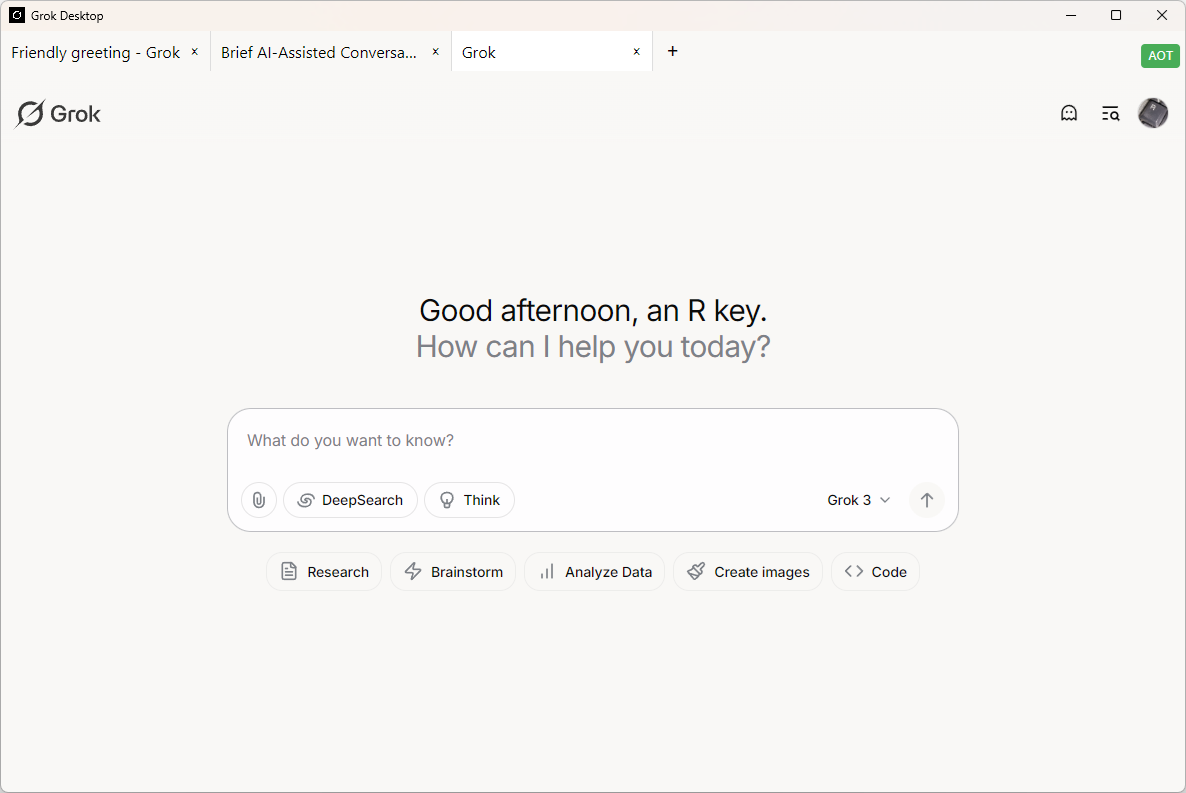 Grok Desktop
Friendly greeting - Grok × Brief AI-Assisted Conversa... × Grok × +
AOT
Grok
Good afternoon, an R key.
How can I help you today?
What do you want to know?
DeepSearch Think Grok 3
Research Brainstorm Analyze Data Create images Code